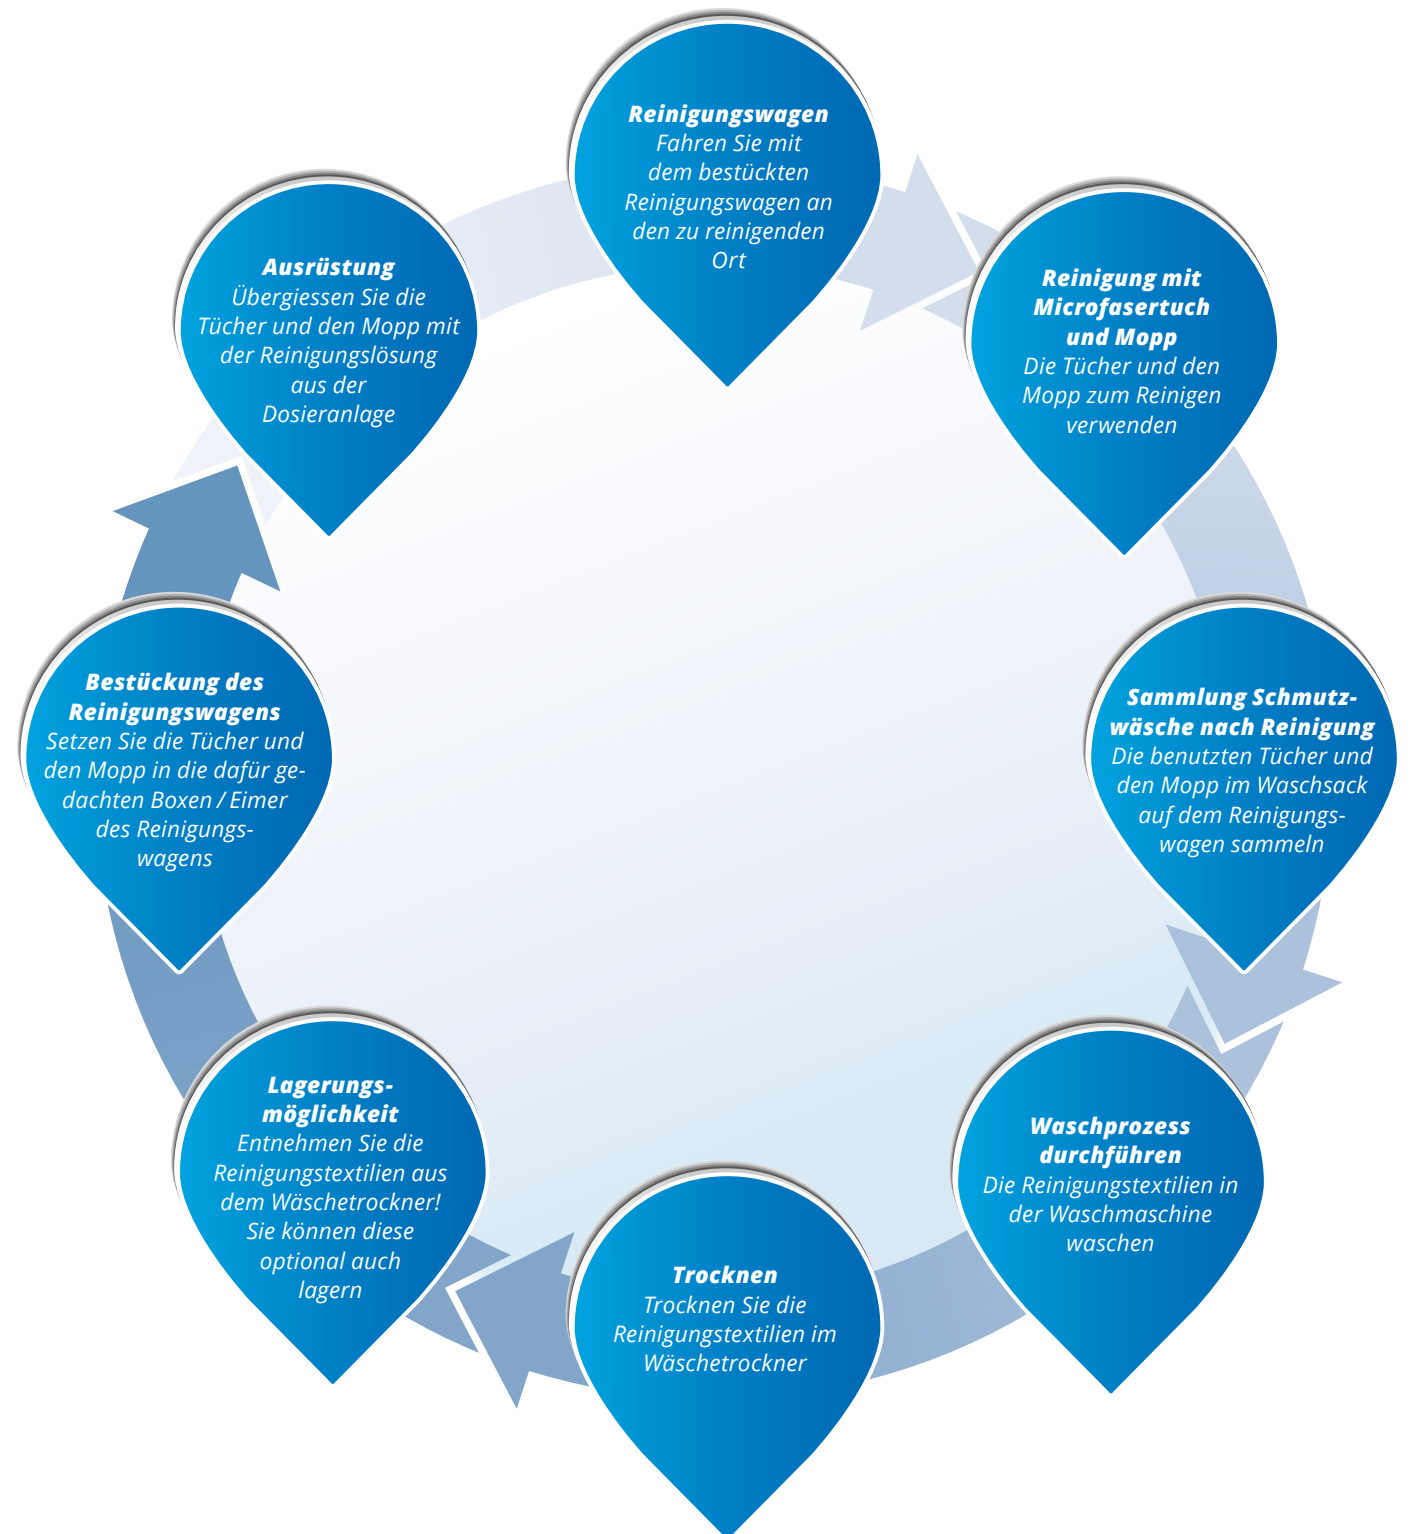 Reinigungswagen
Fahren Sie mit
dem bestückten
Reinigungswagen an
den zu reinigenden
Ort
Reinigung mit
Microfasertuch
und Mopp
Die Tücher und den
Mopp zum Reinigen
verwenden
Sammlung Schmutz-
wäsche nach Reinigung
Die benutzten Tücher und
den Mopp im Waschsack
auf dem Reinigungs-
wagen sammeln
Waschprozess
durchführen
Die Reinigungstextilien in
der Waschmaschine
waschen
Trocknen
Trocknen Sie die
Reinigungstextilien im
Wäschetrockner
Lagerungs-
möglichkeit
Entnehmen Sie die
Reinigungstextilien aus
dem Wäschetrockner!
Sie können diese
optional auch
lagern
Bestückung des
Reinigungswagens
Setzen Sie die Tücher und
den Mopp in die dafür ge-
dachten Boxen / Eimer
des Reinigungs-
wagens
Ausrüstung
Übergiessen Sie die
Tücher und den Mopp mit
der Reinigungslösung
aus der
Dosieranlage